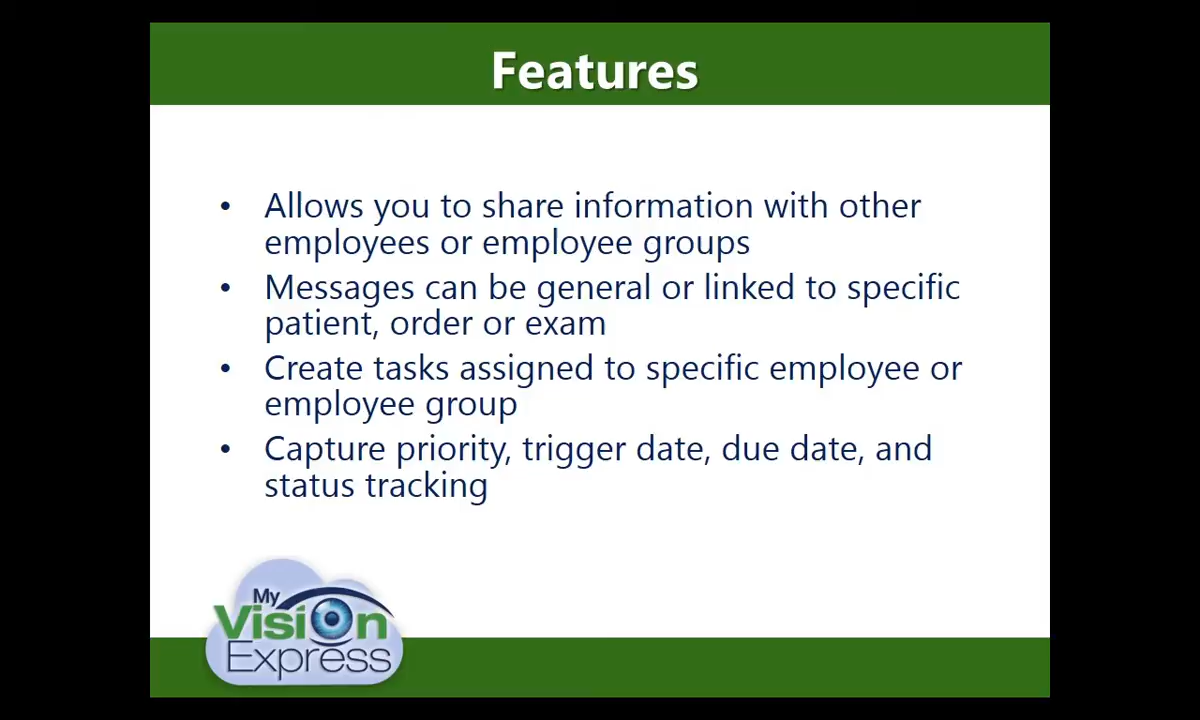 Features
• Allows you to share information with other
employees or employee groups
• Messages can be general or linked to specific
patient, order or exam
• Create tasks assigned to specific employee or
employee group
• Capture priority, trigger date, due date, and
status tracking
My
Vision
Express